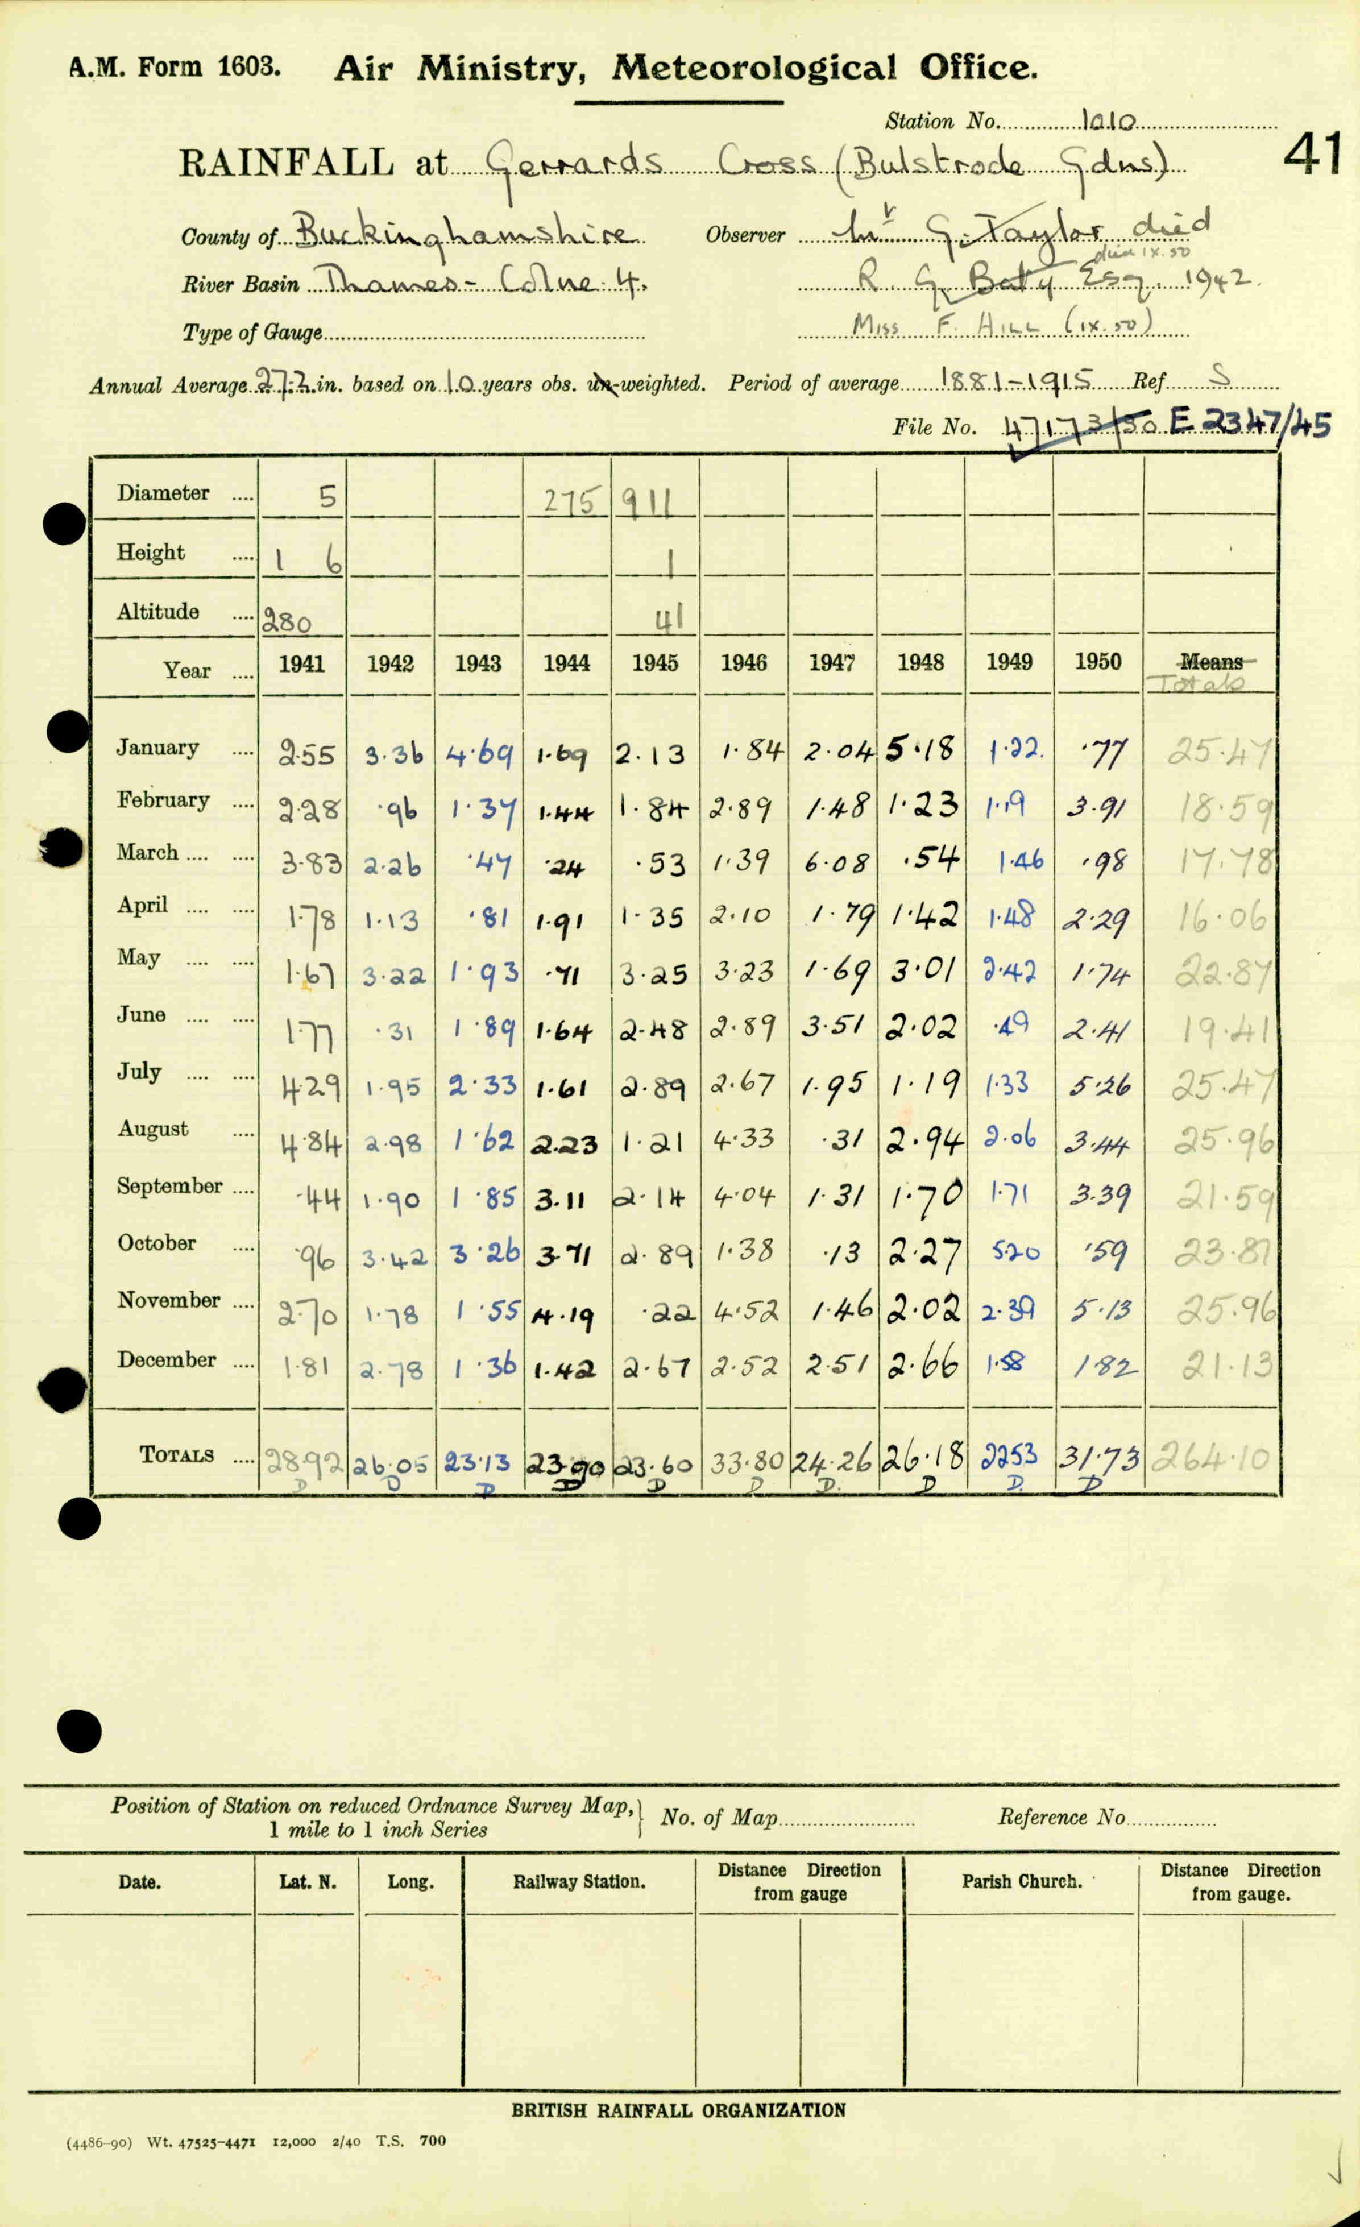 A.M. Form 1603. Air Ministry, Meteorological Office.
Station No. 1010
41
RAINFALL at Gerrards Cross (Bulstrode Gdns)
County of Buckinghamshire Observer Mr G. Taylor died
died IX.50
River Basin Thames - Colne 4. R. G. Baty Esq. 1942.
Type of Gauge Miss F. HILL (IX.50)
Annual Average 27.2 in. based on 10 years obs. un-weighted. Period of average 1881-1915 Ref S
File No. 47173/30 E 2347/45
Diameter .... 5 275 911
Height .... 1 6 1
Altitude .... 280 41
Year .... 1941 1942 1943 1944 1945 1946 1947 1948 1949 1950 Means
Totals
January .... 2.55 3.36 4.69 1.69 2.13 1.84 2.04 5.18 1.22 .77 25.47
February .... 2.28 .96 1.37 1.44 1.84 2.89 1.48 1.23 1.19 3.91 18.59
March .... .... 3.83 2.26 .47 .24 .53 1.39 6.08 .54 1.46 .98 17.78
April .... .... 1.78 1.13 .81 1.91 1.35 2.10 1.79 1.42 1.48 2.29 16.06
May .... .... 1.67 3.22 1.93 .71 3.25 3.23 1.69 3.01 2.42 1.74 22.87
June .... .... 1.77 .31 1.89 1.64 2.48 2.89 3.51 2.02 .49 2.41 19.41
July .... .... 4.29 1.95 2.33 1.61 2.89 2.67 1.95 1.19 1.33 5.26 25.47
August .... 4.84 2.98 1.62 2.23 1.21 4.33 .31 2.94 2.06 3.44 25.96
September .... .44 1.90 1.85 3.11 2.14 4.04 1.31 1.70 1.71 3.39 21.59
October .... .96 3.42 3.26 3.71 2.89 1.38 .13 2.27 5.20 .59 23.81
November .... 2.70 1.78 1.55 4.19 .22 4.52 1.46 2.02 2.39 5.13 25.96
December .... 1.81 2.78 1.36 1.42 2.67 2.52 2.51 2.66 1.58 1.82 21.13
TOTALS .... 28.92 26.05 23.13 23.90 23.60 33.80 24.26 26.18 22.53 31.73 264.10
D D D D D D D. D D. D
Position of Station on reduced Ordnance Survey Map, No. of Map Reference No
1 mile to 1 inch Series
Date. Lat. N. Long. Railway Station. Distance Direction from gauge Parish Church. Distance Direction from gauge.
BRITISH RAINFALL ORGANIZATION
(4486-90) Wt. 47525-4471 12,000 2/40 T.S. 700